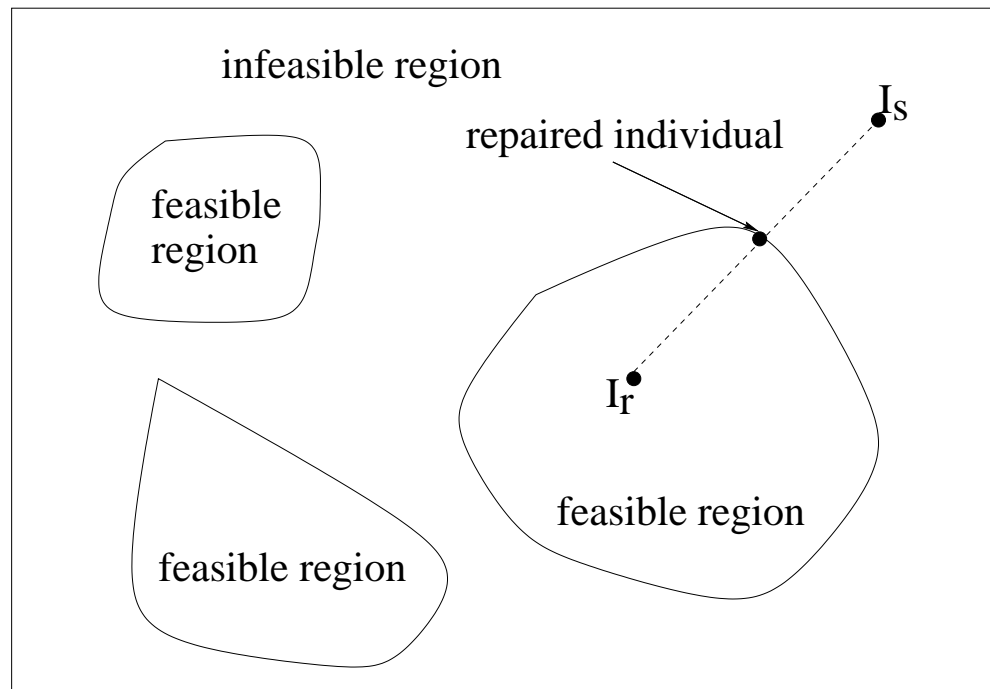 infeasible region
I_s
repaired individual
feasible
region
I_r
feasible region
feasible region